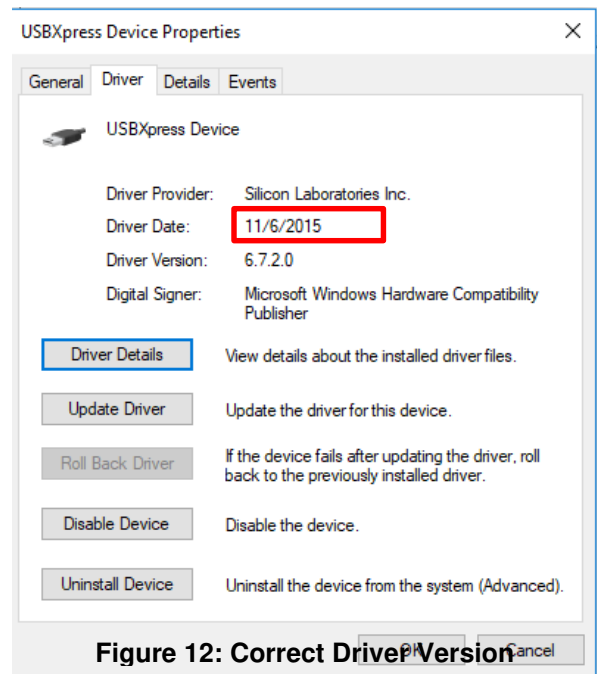 USBXpress Device Properties
General Driver Details Events
USBXpress Device
Driver Provider: Silicon Laboratories Inc.
Driver Date: 11/6/2015
Driver Version: 6.7.2.0
Digital Signer: Microsoft Windows Hardware Compatibility
Publisher
Driver Details View details about the installed driver files.
Update Driver Update the driver for this device.
Roll Back Driver If the device fails after updating the driver, roll
back to the previously installed driver.
Disable Device Disable the device.
Uninstall Device Uninstall the device from the system (Advanced).
OK Cancel
Figure 12: Correct Driver Version